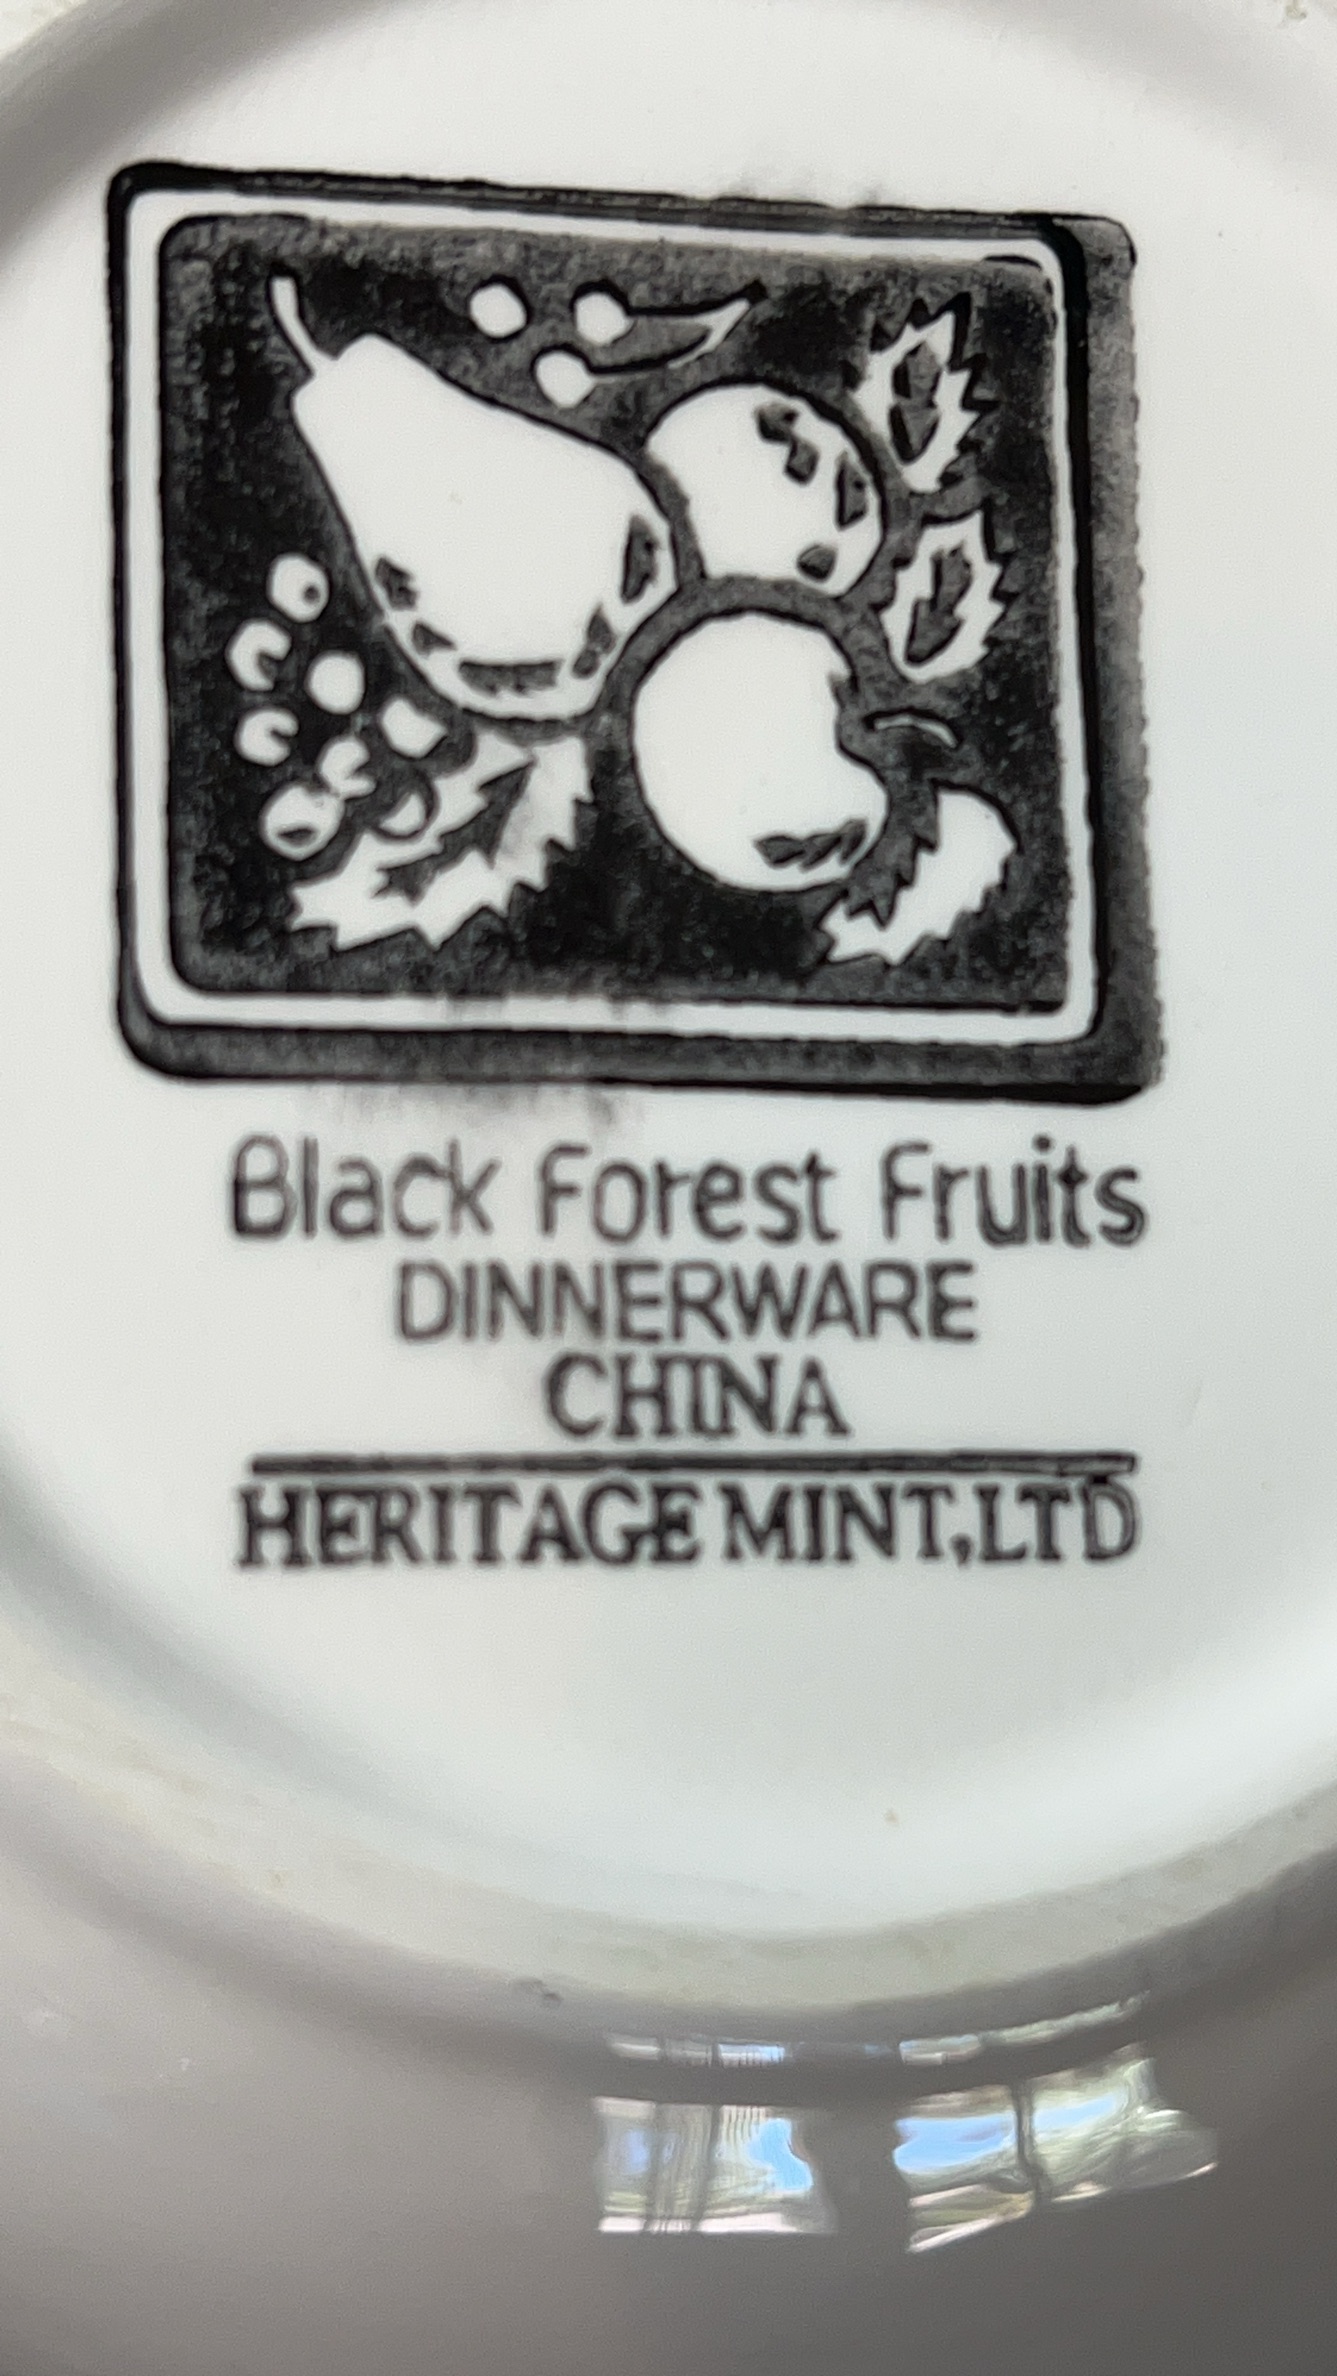 Black Forest Fruits
DINNERWARE
CHINA
HERITAGE MINT, LTD